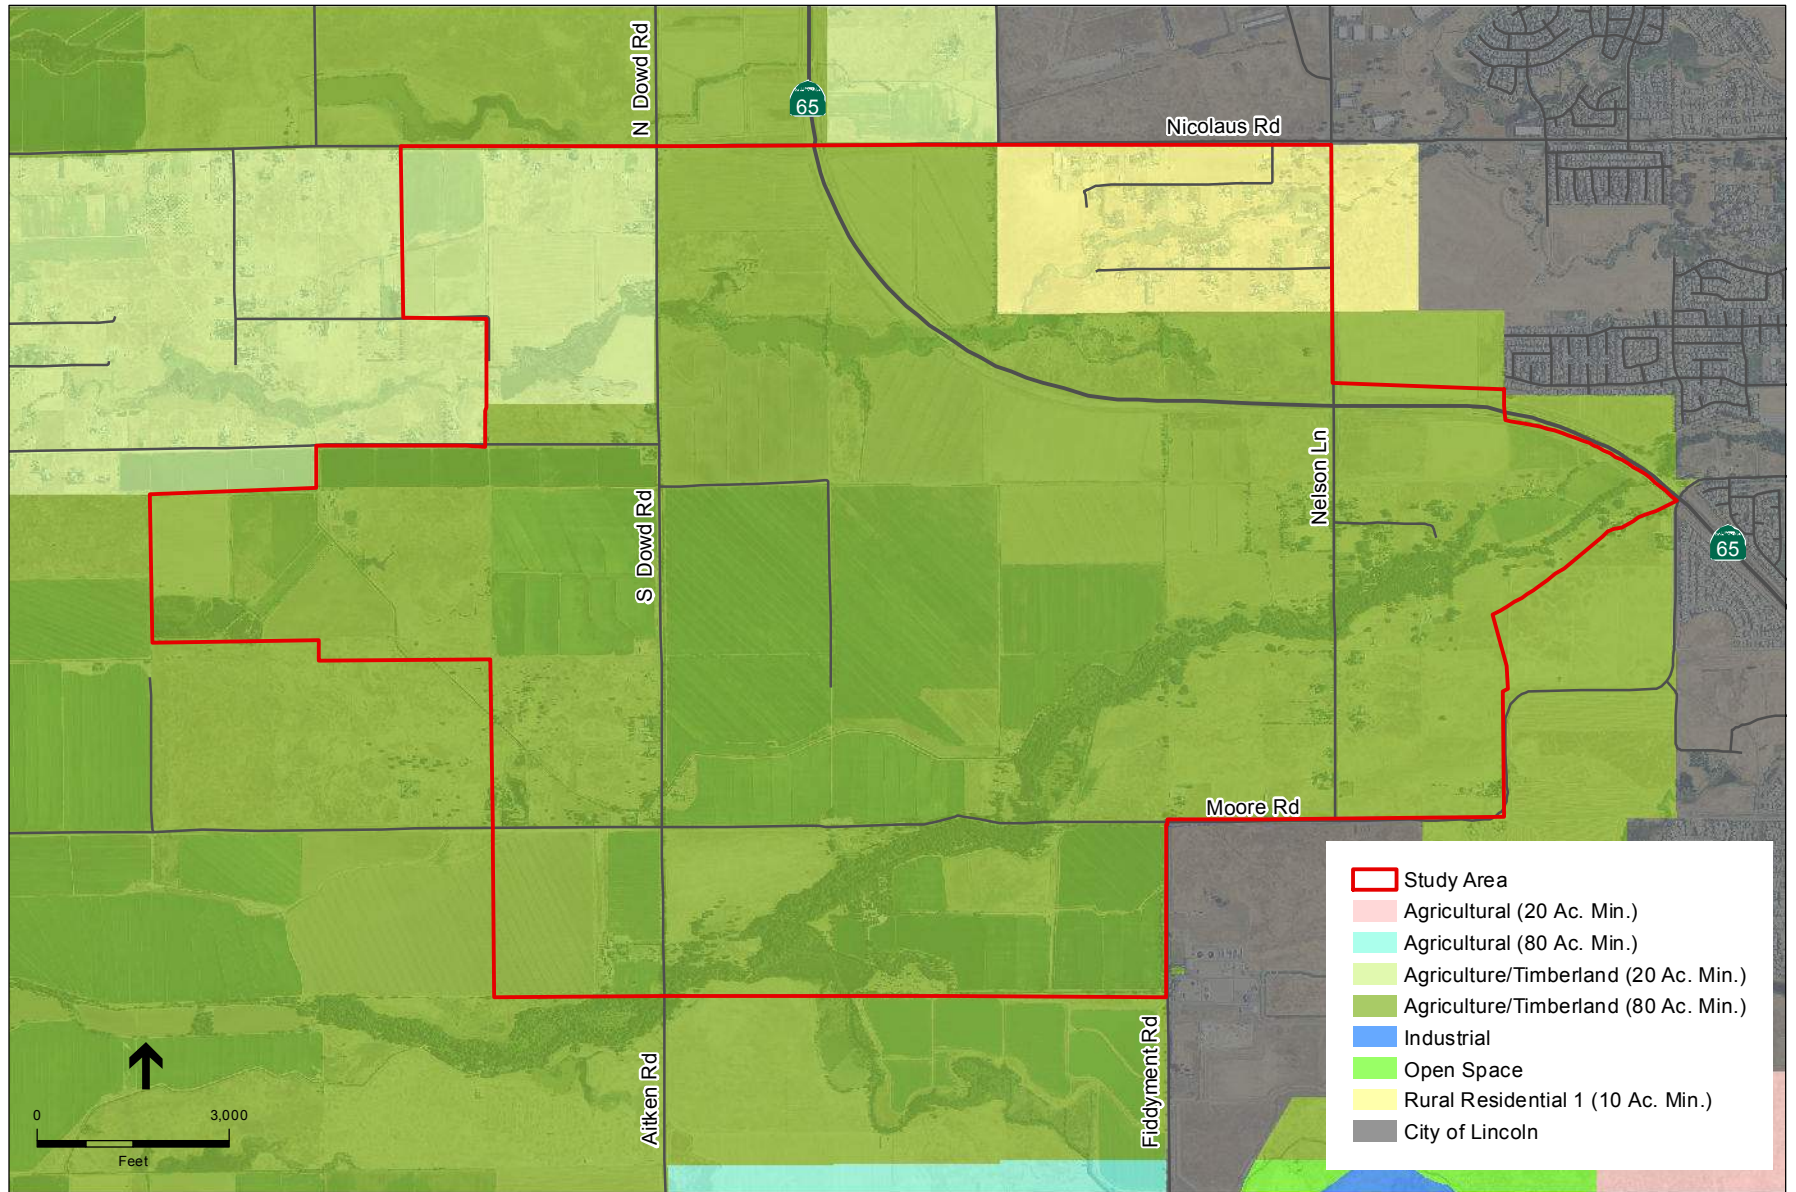 N Dowd Rd
65
Nicolaus Rd
S Dowd Rd
Nelson Ln
65
Moore Rd
Aitken Rd
Fiddyment Rd
0 3,000
Feet
Study Area
Agricultural (20 Ac. Min.)
Agricultural (80 Ac. Min.)
Agriculture/Timberland (20 Ac. Min.)
Agriculture/Timberland (80 Ac. Min.)
Industrial
Open Space
Rural Residential 1 (10 Ac. Min.)
City of Lincoln